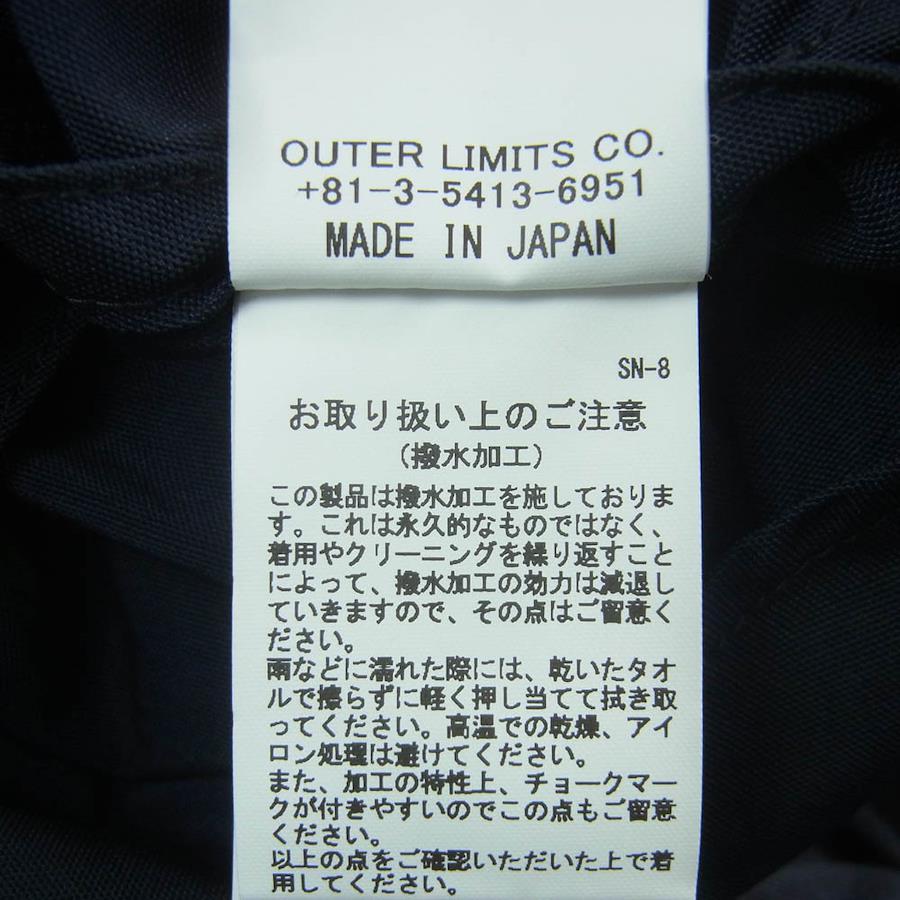 OUTER LIMITS CO.
+81-3-5413-6951
MADE IN JAPAN
SN-8
お取り扱い上のご注意
(撥水加工)
この製品は撥水加工を施しておりま
す。これは永久的なものではなく、
着用やクリーニングを繰り返すこと
によって、撥水加工の効力は減退し
ていきますので、その点はご留意く
ださい。
雨などに濡れた際には、乾いたタオ
ルで擦らずに軽く押し当てて拭き取
ってください。高温での乾燥、アイ
ロン処理は避けてください。
また、加工の特性上、チョークマー
クが付きやすいのでこの点もご留意
ください。
以上の点をご確認いただいた上で着
用してください。